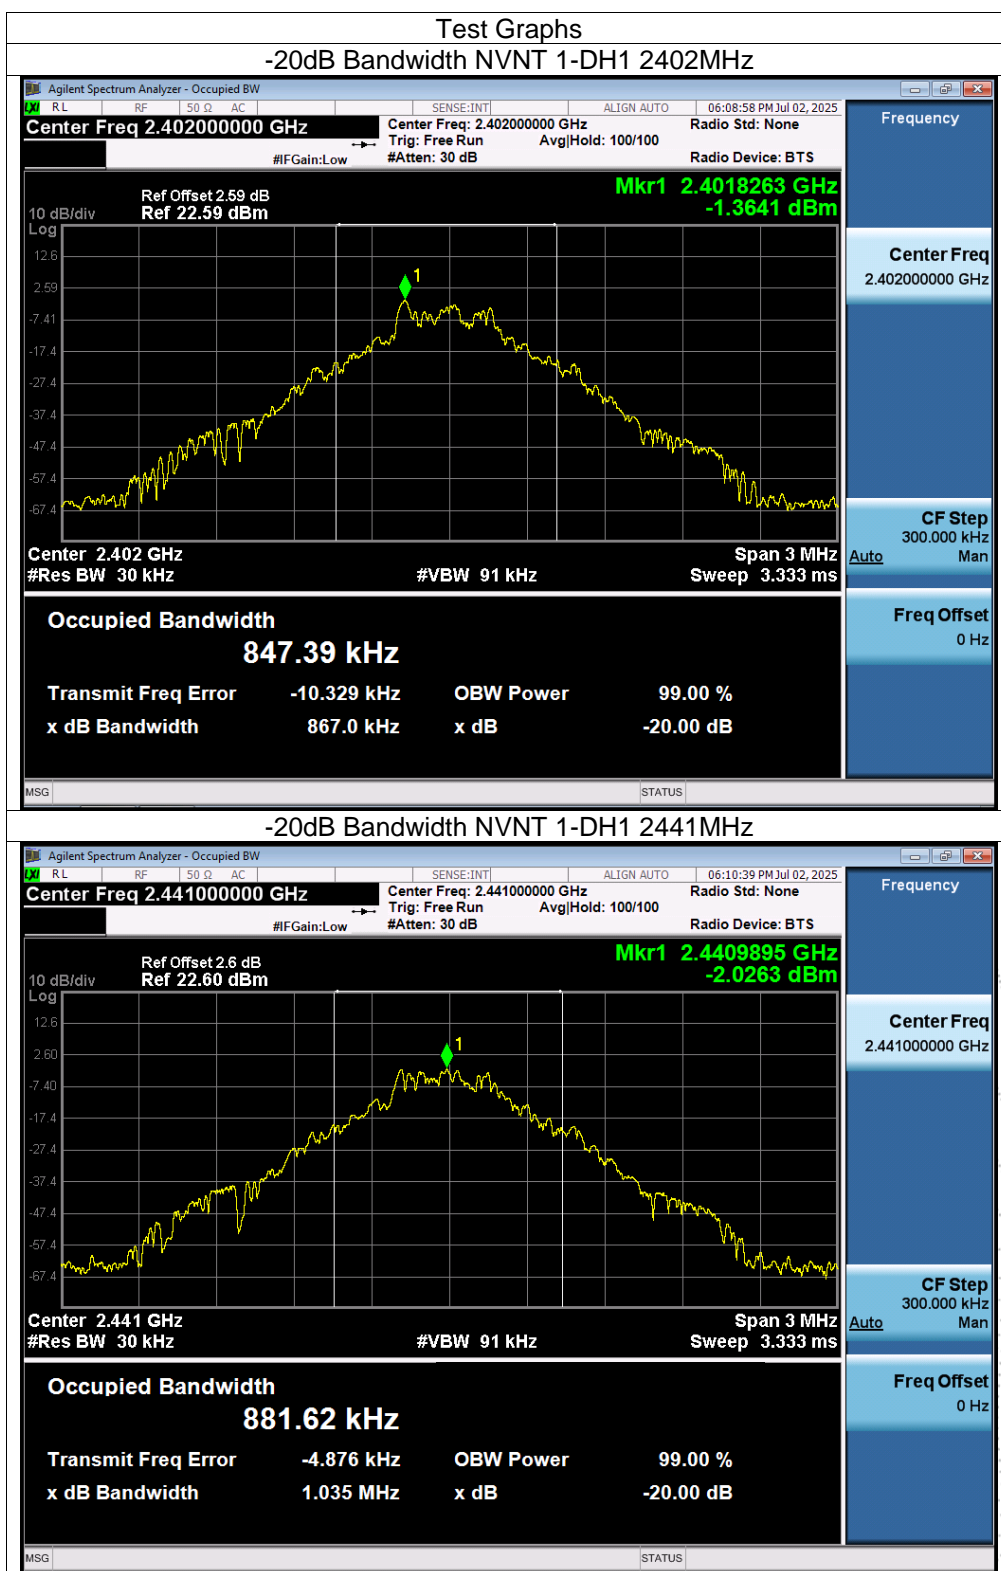 Test Graphs
-20dB Bandwidth NVNT 1-DH1 2402MHz
Agilent Spectrum Analyzer - Occupied BW
LXI RL RF 50 Ω AC SENSE:INT ALIGN AUTO 06:08:58 PM Jul 02, 2025
Center Freq 2.402000000 GHz
Center Freq: 2.402000000 GHz
Radio Std: None
Trig: Free Run Avg|Hold: 100/100
#IFGain:Low #Atten: 30 dB Radio Device: BTS
Frequency
Mkr1 2.4018263 GHz
-1.3641 dBm
Ref Offset 2.59 dB
10 dB/div Ref 22.59 dBm
Log
12.6
2.59
-7.41
-17.4
-27.4
-37.4
-47.4
-57.4
-67.4
1
Center Freq
2.402000000 GHz
CF Step
300.000 kHz
Auto Man
Center 2.402 GHz Span 3 MHz
#Res BW 30 kHz #VBW 91 kHz Sweep 3.333 ms
Freq Offset
0 Hz
Occupied Bandwidth
847.39 kHz
Transmit Freq Error -10.329 kHz OBW Power 99.00 %
x dB Bandwidth 867.0 kHz x dB -20.00 dB
MSG STATUS
-20dB Bandwidth NVNT 1-DH1 2441MHz
Agilent Spectrum Analyzer - Occupied BW
LXI RL RF 50 Ω AC SENSE:INT ALIGN AUTO 06:10:39 PM Jul 02, 2025
Center Freq 2.441000000 GHz
Center Freq: 2.441000000 GHz
Radio Std: None
Trig: Free Run Avg|Hold: 100/100
#IFGain:Low #Atten: 30 dB Radio Device: BTS
Frequency
Mkr1 2.4409895 GHz
-2.0263 dBm
Ref Offset 2.6 dB
10 dB/div Ref 22.60 dBm
Log
12.6
2.60
-7.40
-17.4
-27.4
-37.4
-47.4
-57.4
-67.4
1
Center Freq
2.441000000 GHz
CF Step
300.000 kHz
Auto Man
Center 2.441 GHz Span 3 MHz
#Res BW 30 kHz #VBW 91 kHz Sweep 3.333 ms
Freq Offset
0 Hz
Occupied Bandwidth
881.62 kHz
Transmit Freq Error -4.876 kHz OBW Power 99.00 %
x dB Bandwidth 1.035 MHz x dB -20.00 dB
MSG STATUS